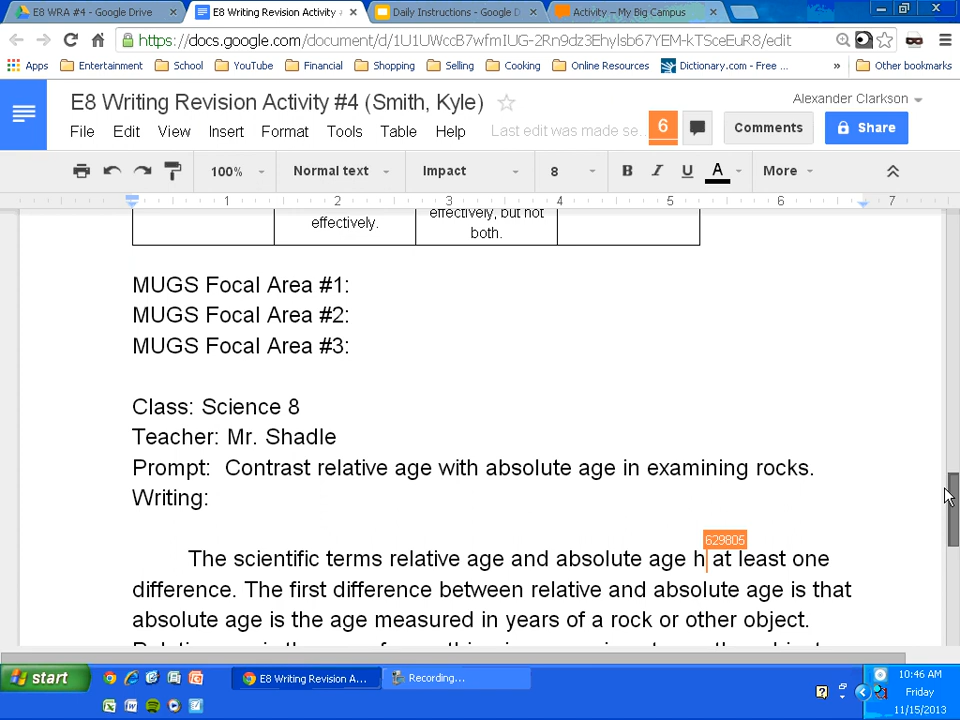 E8 WRA #4 - Google Drive
E8 Writing Revision Activity
Daily Instructions - Google D
Activity – My Big Campus
https://docs.google.com/document/d/1U1UWccB7wfmIUG-2Rn9dz3Ehylsb67YEM-kTSceEuR8/edit
Apps Entertainment School YouTube Financial Shopping Selling Cooking Online Resources Dictionary.com - Free ... » Other bookmarks
E8 Writing Revision Activity #4 (Smith, Kyle)
Alexander Clarkson
File Edit View Insert Format Tools Table Help Last edit was made se... 6 Comments Share
100% Normal text Impact 8 B I U A More
1 2 3 4 5 6 7
effectively.
effectively, but not
both.
MUGS Focal Area #1:
MUGS Focal Area #2:
MUGS Focal Area #3:
Class: Science 8
Teacher: Mr. Shadle
Prompt: Contrast relative age with absolute age in examining rocks.
Writing:
629805
The scientific terms relative age and absolute age h at least one
difference. The first difference between relative and absolute age is that
absolute age is the age measured in years of a rock or other object.
start
E8 Writing Revision A...
Recording...
10:46 AM
Friday
11/15/2013